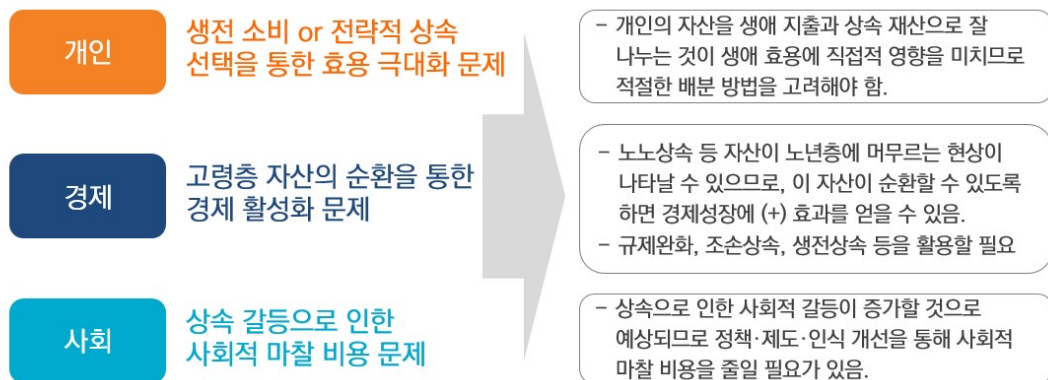 개인
생전 소비 or 전략적 상속
선택을 통한 효용 극대화 문제
– 개인의 자산을 생애 지출과 상속 재산으로 잘
나누는 것이 생애 효용에 직접적 영향을 미치므로
적절한 배분 방법을 고려해야 함.
경제
고령층 자산의 순환을 통한
경제 활성화 문제
– 노노상속 등 자산이 노년층에 머무르는 현상이
나타날 수 있으므로, 이 자산이 순환할 수 있도록
하면 경제성장에 (+) 효과를 얻을 수 있음.
– 규제완화, 조손상속, 생전상속 등을 활용할 필요
사회
상속 갈등으로 인한
사회적 마찰 비용 문제
– 상속으로 인한 사회적 갈등이 증가할 것으로
예상되므로 정책·제도·인식 개선을 통해 사회적
마찰 비용을 줄일 필요가 있음.